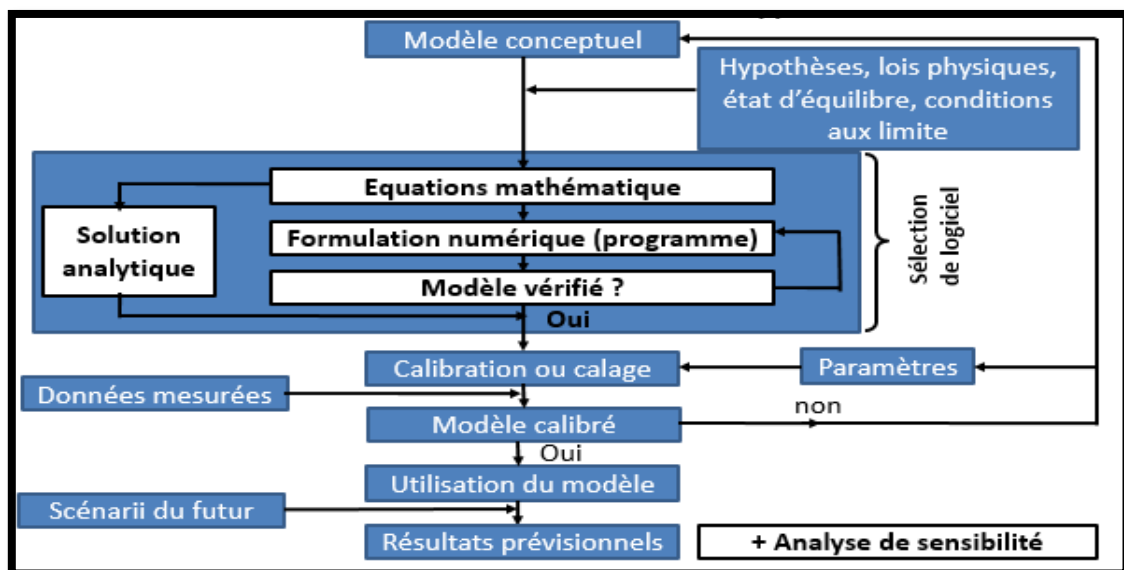 Modèle conceptuel
Hypothèses, lois physiques,
état d’équilibre, conditions
aux limite
Equations mathématique
Solution
analytique
Formulation numérique (programme)
Modèle vérifié ?
Oui
Sélection
de logiciel
Calibration ou calage
Paramètres
Données mesurées
non
Modèle calibré
Oui
Utilisation du modèle
Scénarii du futur
Résultats prévisionnels
+ Analyse de sensibilité